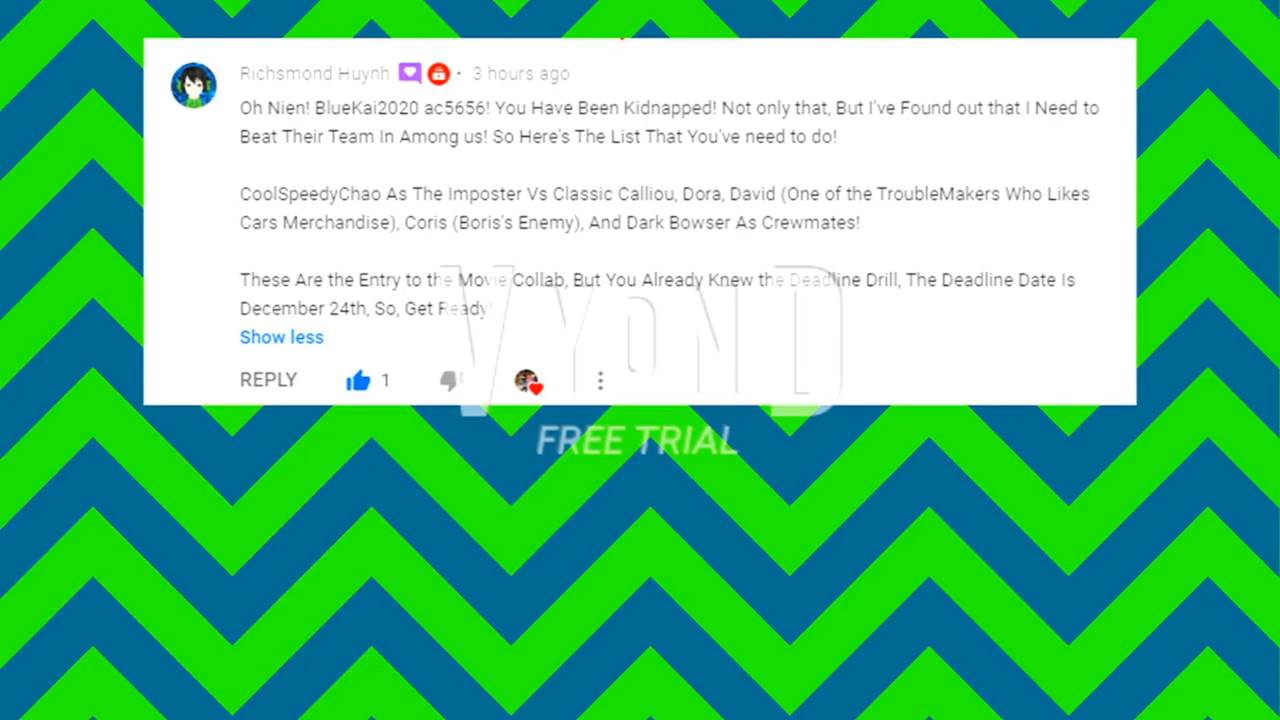 Richsmond Huynh · 3 hours ago
Oh Nien! BlueKai2020 ac5656! You Have Been Kidnapped! Not only that, But I've Found out that I Need to
Beat Their Team In Among us! So Here's The List That You've need to do!
CoolSpeedyChao As The Imposter Vs Classic Calliou, Dora, David (One of the TroubleMakers Who Likes
Cars Merchandise), Coris (Boris's Enemy), And Dark Bowser As Crewmates!
These Are the Entry to the Movie Collab, But You Already Knew the Deadline Drill, The Deadline Date Is
December 24th, So, Get Ready!
Show less
REPLY 1
VYOND
FREE TRIAL